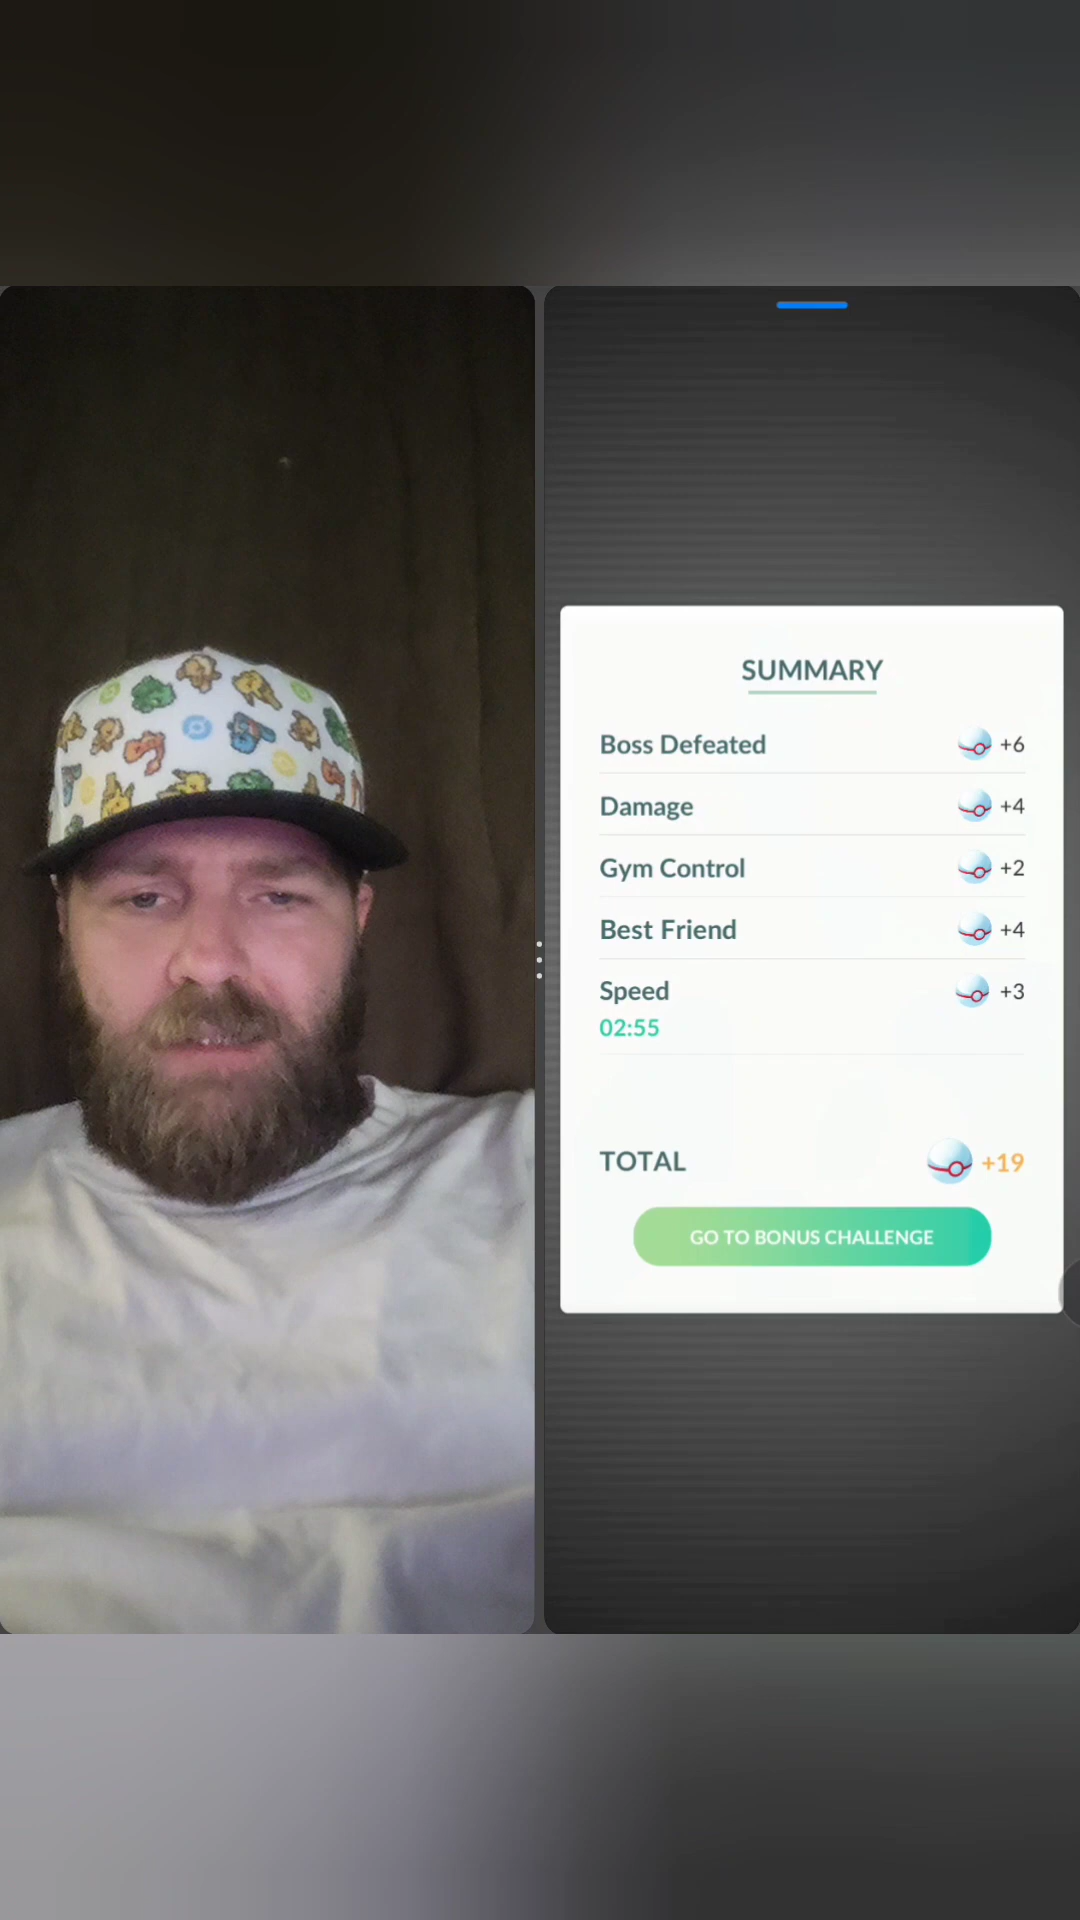 SUMMARY
Boss Defeated +6
Damage +4
Gym Control +2
Best Friend +4
Speed +3
02:55
TOTAL +19
GO TO BONUS CHALLENGE